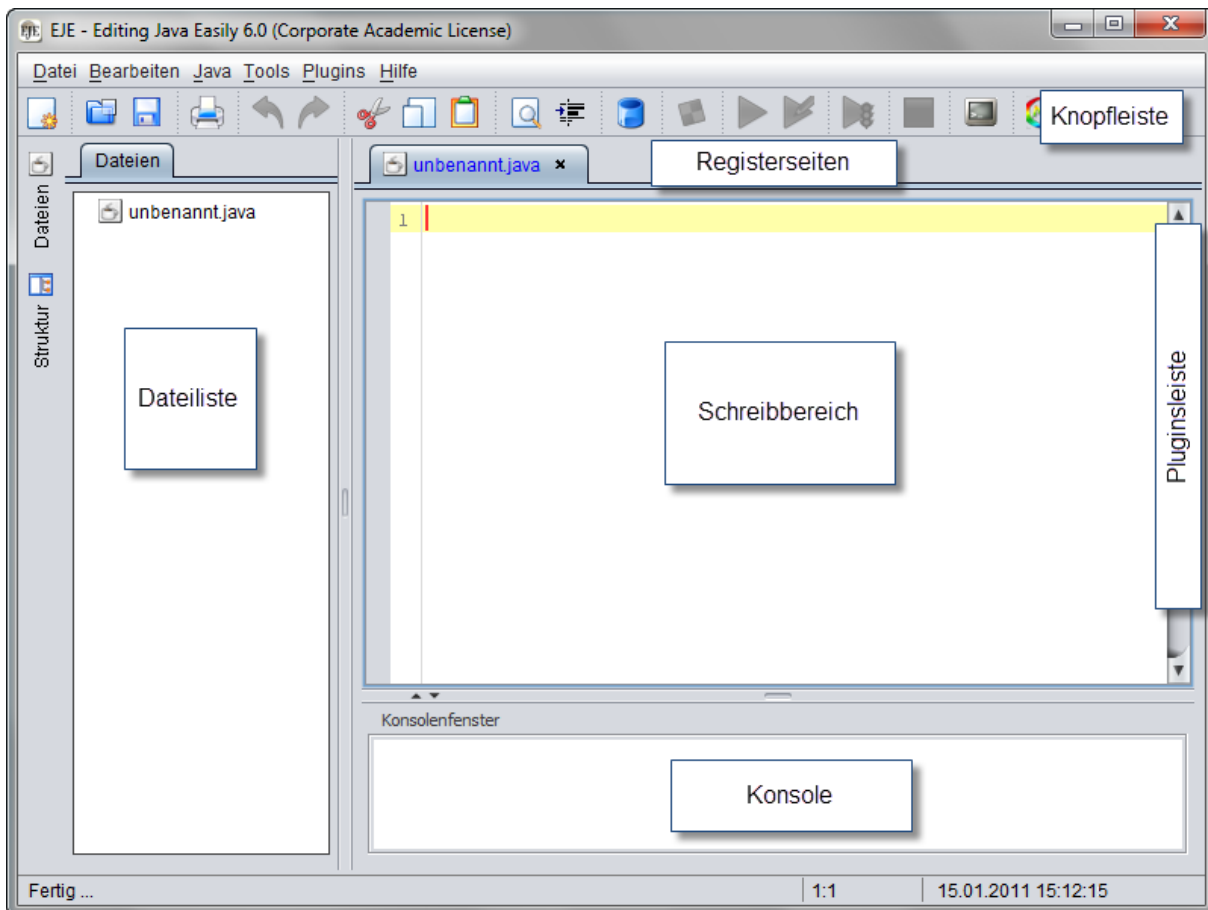 EJE - Editing Java Easily 6.0 (Corporate Academic License)
Datei Bearbeiten Java Tools Plugins Hilfe
Knopfleiste
Dateien
unbenannt.java
Registerseiten
Dateien
Struktur
unbenannt.java
1
Dateiliste
Schreibbereich
Pluginsleiste
Konsolenfenster
Konsole
Fertig ...
1:1
15.01.2011 15:12:15